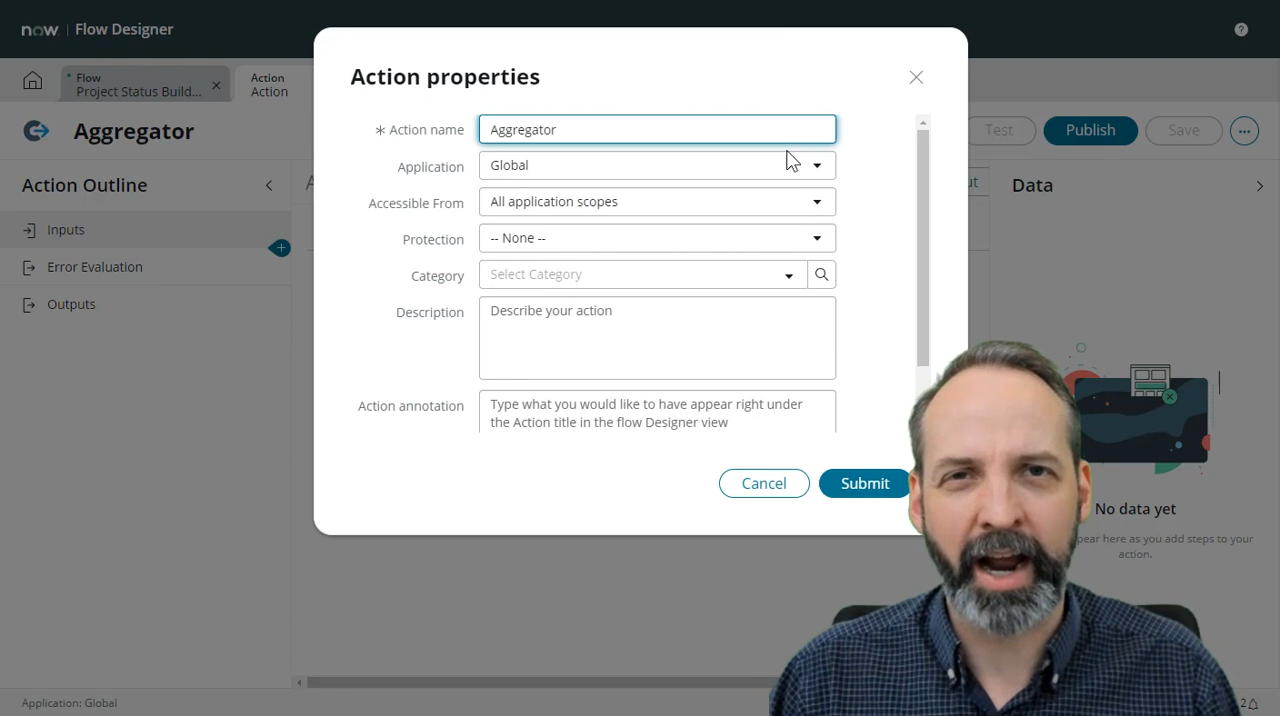 now | Flow Designer
Flow
Project Status Build...
Action
Action
Aggregator
Test
Publish
Save
Action Outline
Inputs
Error Evaluation
Outputs
Action properties
* Action name
Aggregator
Application
Global
Accessible From
All application scopes
Protection
-- None --
Category
Select Category
Description
Describe your action
Action annotation
Type what you would like to have appear right under
the Action title in the flow Designer view
Cancel
Submit
Data
No data yet
appear here as you add steps to your
action.
Application: Global
2